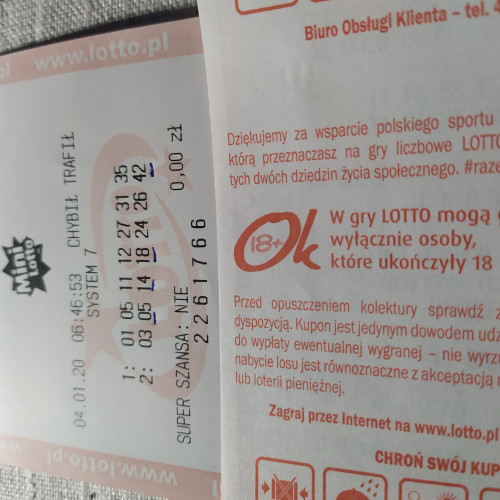 www.lotto.pl
pl
Mini
Lotto
04.01.20 06:46:53 CHYBIŁ TRAFIŁ
SYSTEM 7
1: 01 05 11 12 27 31 35
2: 03 05 14 18 24 26 42
SUPER SZANSA: NIE 0,00 zł
2261766
www.lotto.pl
Biuro Obsługi Klienta – tel. 4
Dziękujemy za wsparcie polskiego sportu
którą przeznaczasz na gry liczbowe LOTTO
tych dwóch dziedzin życia społecznego. #raze
18+
Ok
W gry LOTTO mogą g
wyłącznie osoby,
które ukończyły 18
Przed opuszczeniem kolektury sprawdź z
dyspozycją. Kupon jest jedynym dowodem udz
do wypłaty ewentualnej wygranej – nie wyrzu
nabycie losu jest równoznaczne z akceptacją
lub loterii pieniężnej.
Zagraj przez Internet na www.lotto.pl
CHROŃ SWÓJ KUP